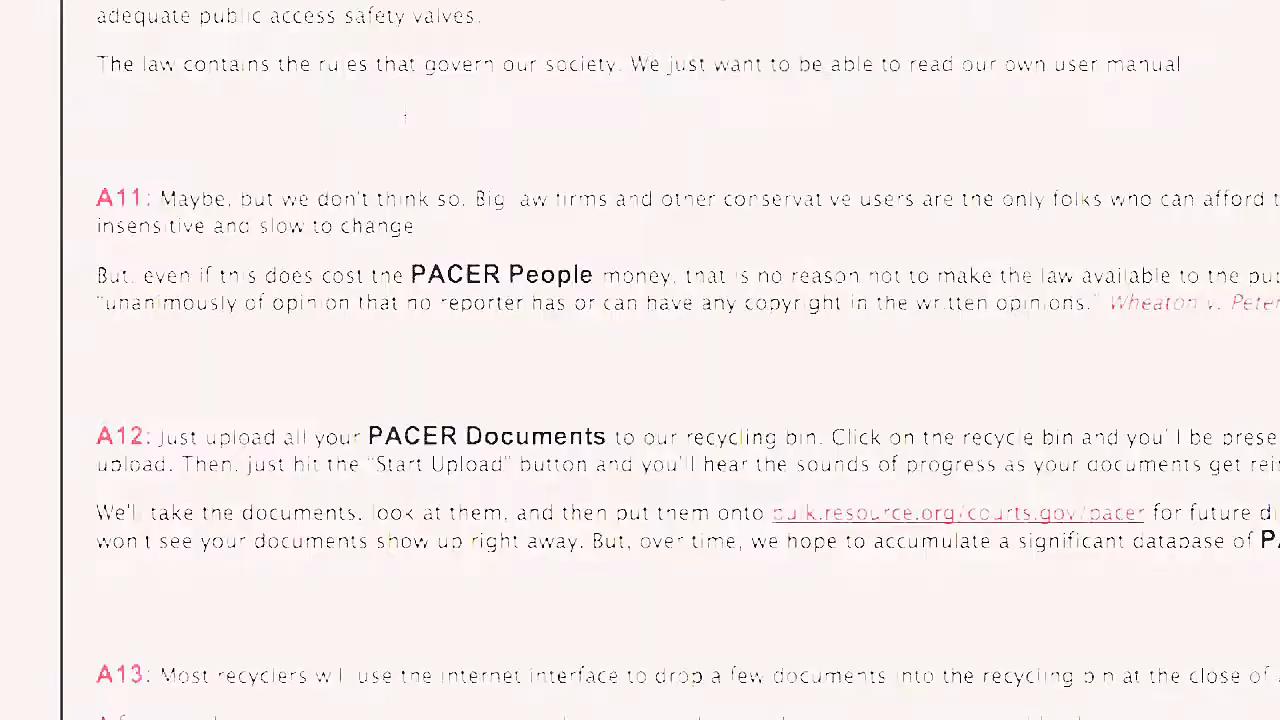 adequate public access safety valves.
The law contains the rules that govern our society. We just want to be able to read our own user manual
A11: Maybe, but we don't think so. Big law firms and other conservative users are the only folks who can afford
insensitive and slow to change
But, even if this does cost the PACER People money, that is no reason not to make the law available to the
"unanimously of opinion that no reporter has or can have any copyright in the written opinions." Wheaton v.
A12: Just upload all your PACER Documents to our recycling bin. Click on the recycle bin and you'll be
upload. Then, just hit the "Start Upload" button and you'll hear the sounds of progress as your documents get
We'll take the documents, look at them, and then put them onto bulk.resource.org/courts.gov/pacer for future
won't see your documents show up right away. But, over time, we hope to accumulate a significant database of
A13: Most recyclers will use the internet interface to drop a few documents into the recycling bin at the close of